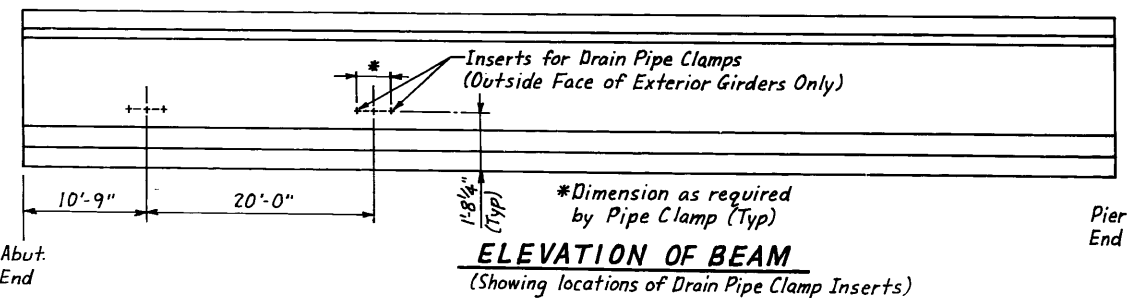 *
Inserts for Drain Pipe Clamps
(Outside Face of Exterior Girders Only)
10'-9"
20'-0"
1'-8¼"
(Typ)
*Dimension as required
by Pipe Clamp (Typ)
Abut.
End
Pier
End
ELEVATION OF BEAM
(Showing locations of Drain Pipe Clamp Inserts)